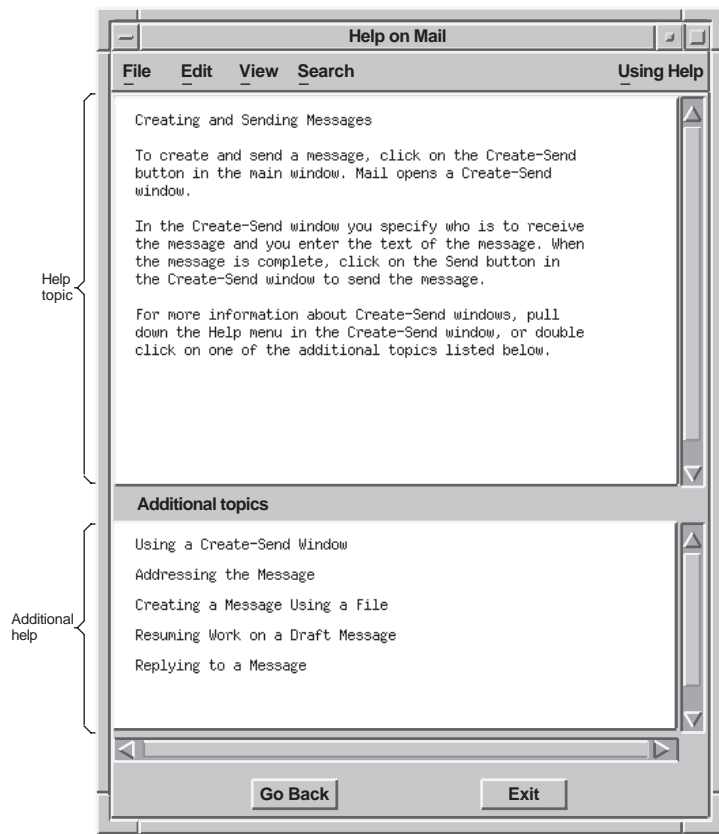 Help on Mail
File Edit View Search Using Help
Creating and Sending Messages
To create and send a message, click on the Create-Send
button in the main window. Mail opens a Create-Send
window.
In the Create-Send window you specify who is to receive
the message and you enter the text of the message. When
the message is complete, click on the Send button in
the Create-Send window to send the message.
For more information about Create-Send windows, pull
down the Help menu in the Create-Send window, or double
click on one of the additional topics listed below.
Help
topic
Additional topics
Using a Create-Send Window
Addressing the Message
Creating a Message Using a File
Resuming Work on a Draft Message
Replying to a Message
Additional
help
Go Back Exit